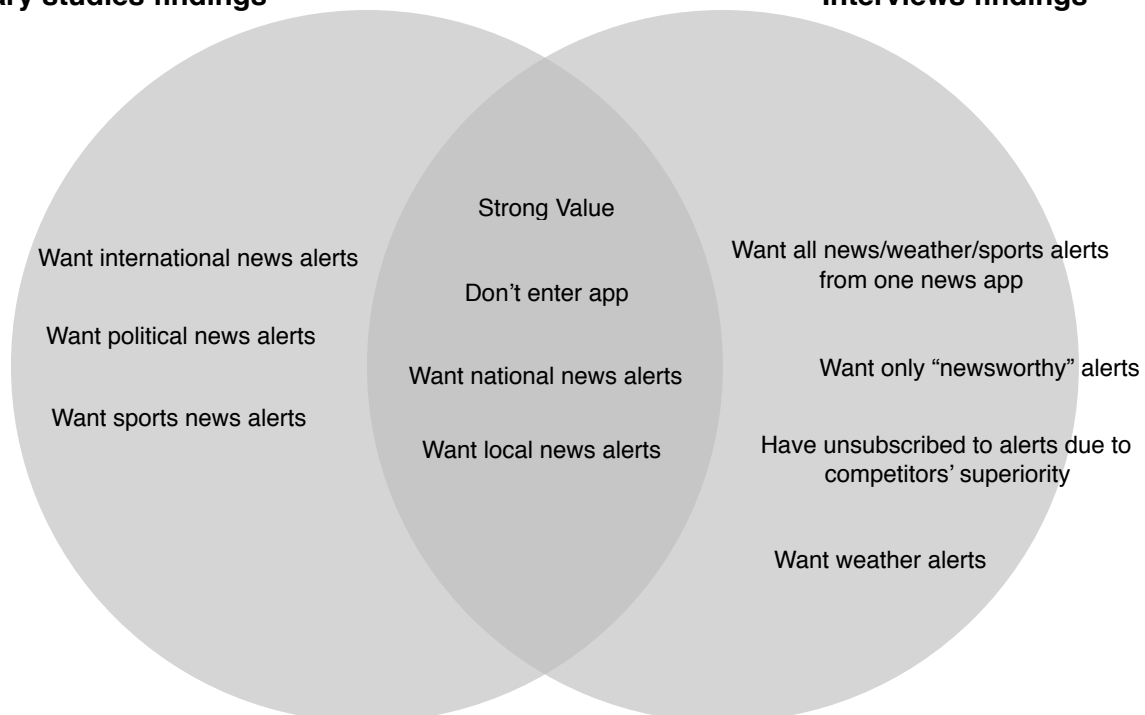 ary studies findings
Interviews findings
Strong Value
Want international news alerts
Don’t enter app
Want political news alerts
Want national news alerts
Want sports news alerts
Want local news alerts
Want all news/weather/sports alerts
from one news app
Want only “newsworthy” alerts
Have unsubscribed to alerts due to
competitors’ superiority
Want weather alerts